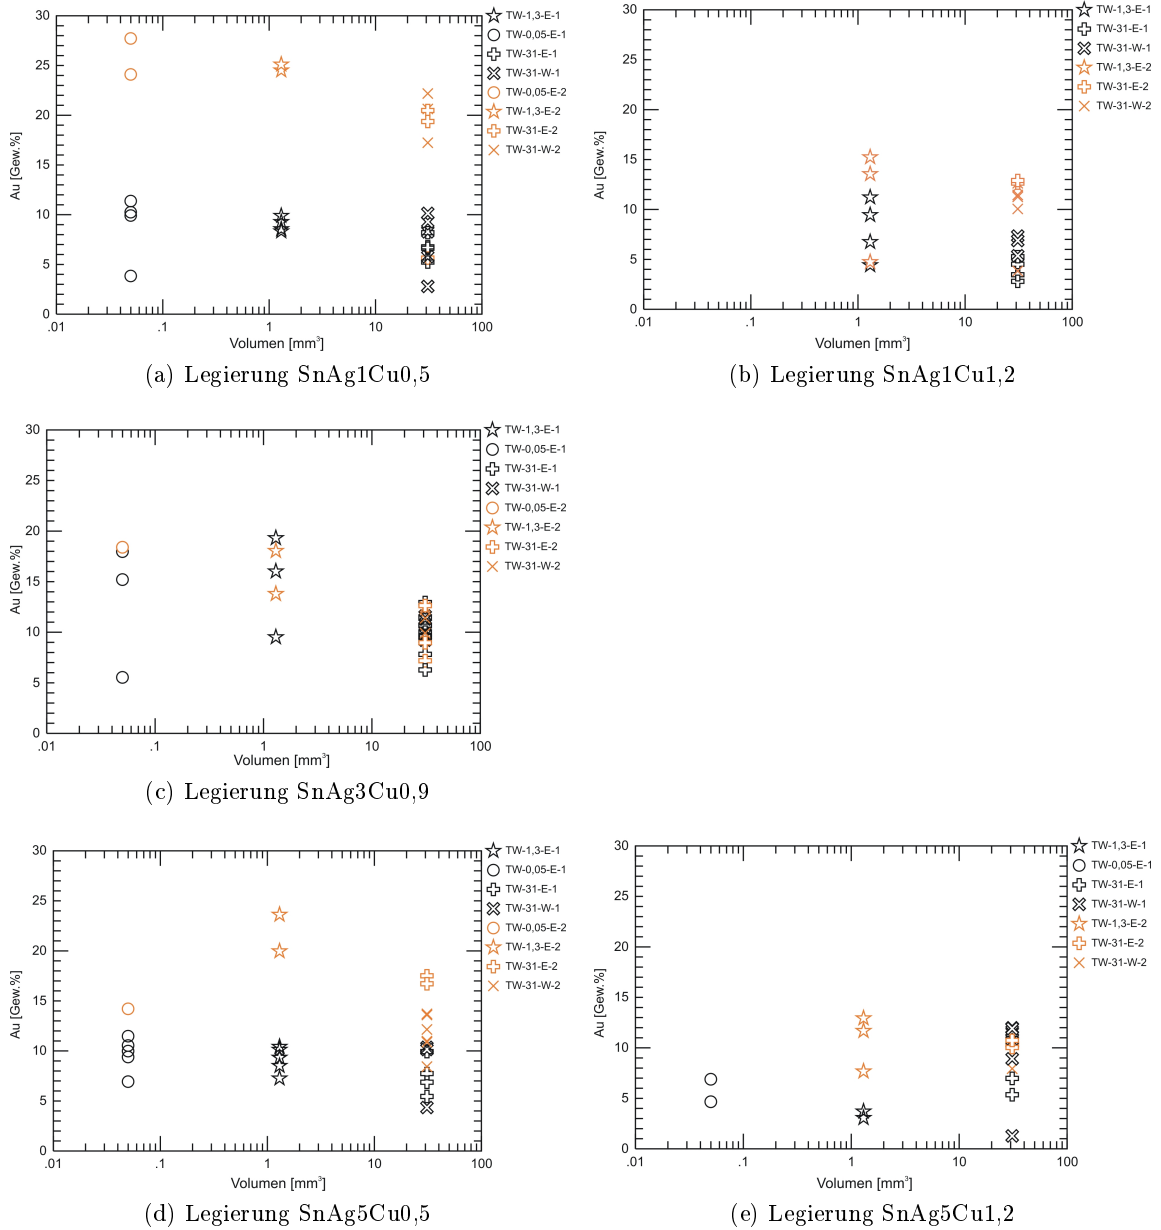 30
25
20
15
10
5
0
Au [Gew.%]
.01
.1
1
10
100
Volumen [mm³]
TW-1,3-E-1
TW-0,05-E-1
TW-31-E-1
TW-31-W-1
TW-0,05-E-2
TW-1,3-E-2
TW-31-E-2
TW-31-W-2
(a) Legierung SnAg1Cu0,5
30
25
20
15
10
5
0
Au [Gew.%]
.01
.1
1
10
100
Volumen [mm³]
TW-1,3-E-1
TW-31-E-1
TW-31-W-1
TW-1,3-E-2
TW-31-E-2
TW-31-W-2
(b) Legierung SnAg1Cu1,2
30
25
20
15
10
5
0
Au [Gew.%]
.01
.1
1
10
100
Volumen [mm³]
TW-1,3-E-1
TW-0,05-E-1
TW-31-E-1
TW-31-W-1
TW-0,05-E-2
TW-1,3-E-2
TW-31-E-2
TW-31-W-2
(c) Legierung SnAg3Cu0,9
30
25
20
15
10
5
0
Au [Gew.%]
.01
.1
1
10
100
Volumen [mm³]
TW-1,3-E-1
TW-0,05-E-1
TW-31-E-1
TW-31-W-1
TW-0,05-E-2
TW-1,3-E-2
TW-31-E-2
TW-31-W-2
(d) Legierung SnAg5Cu0,5
30
25
20
15
10
5
0
Au [Gew.%]
.01
.1
1
10
100
Volumen [mm³]
TW-1,3-E-1
TW-0,05-E-1
TW-31-E-1
TW-31-W-1
TW-1,3-E-2
TW-31-E-2
TW-31-W-2
(e) Legierung SnAg5Cu1,2